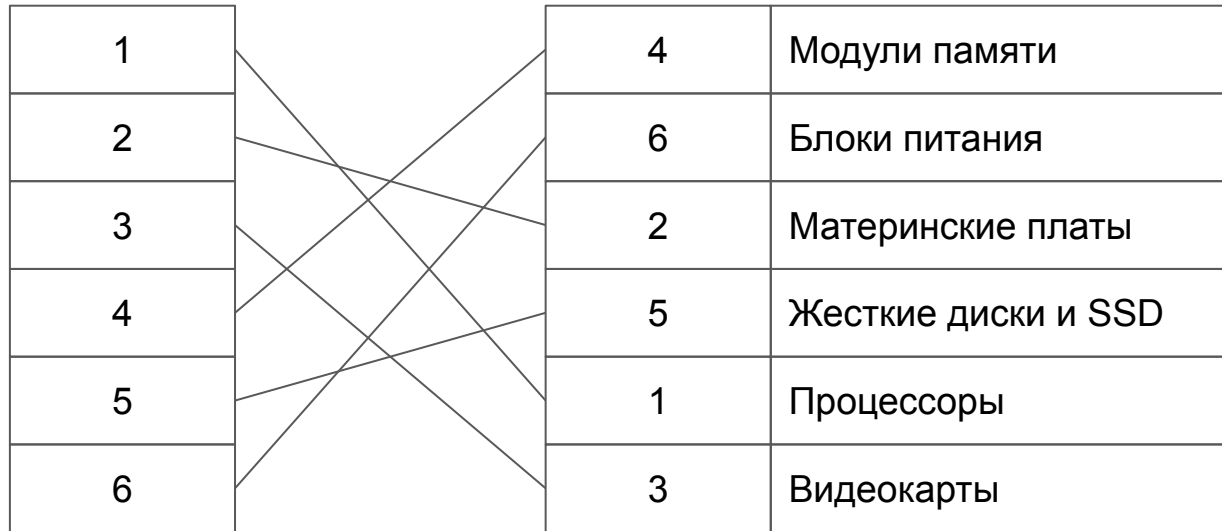 1 4 Модули памяти
2 6 Блоки питания
3 2 Материнские платы
4 5 Жесткие диски и SSD
5 1 Процессоры
6 3 Видеокарты